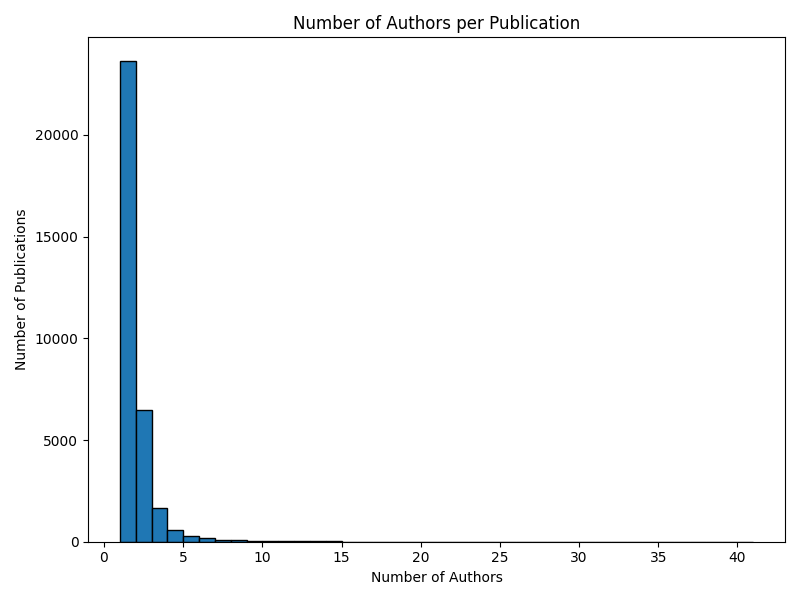 Number of Authors per Publication
Number of Publications
20000
15000
10000
5000
0
0 5 10 15 20 25 30 35 40
Number of Authors